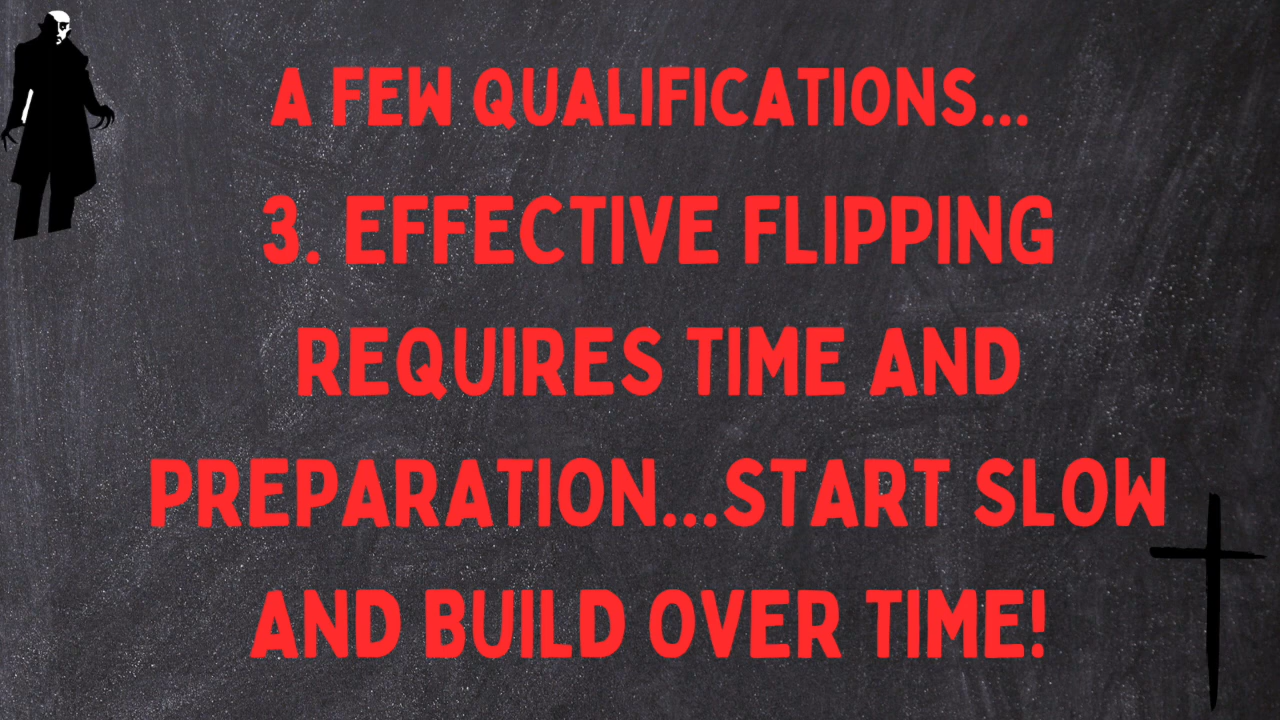 A FEW QUALIFICATIONS...
3. EFFECTIVE FLIPPING
REQUIRES TIME AND
PREPARATION...START SLOW
AND BUILD OVER TIME!